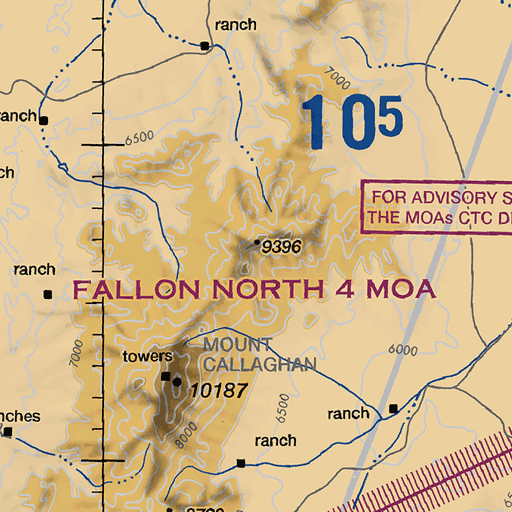 ranch
7000
ranch
10⁵
6500
FOR ADVISORY S
THE MOAs CTC D
9396
ranch
FALLON NORTH 4 MOA
7000
MOUNT
CALLAGHAN
6000
towers
10187
6500
ranch
8000
ranch